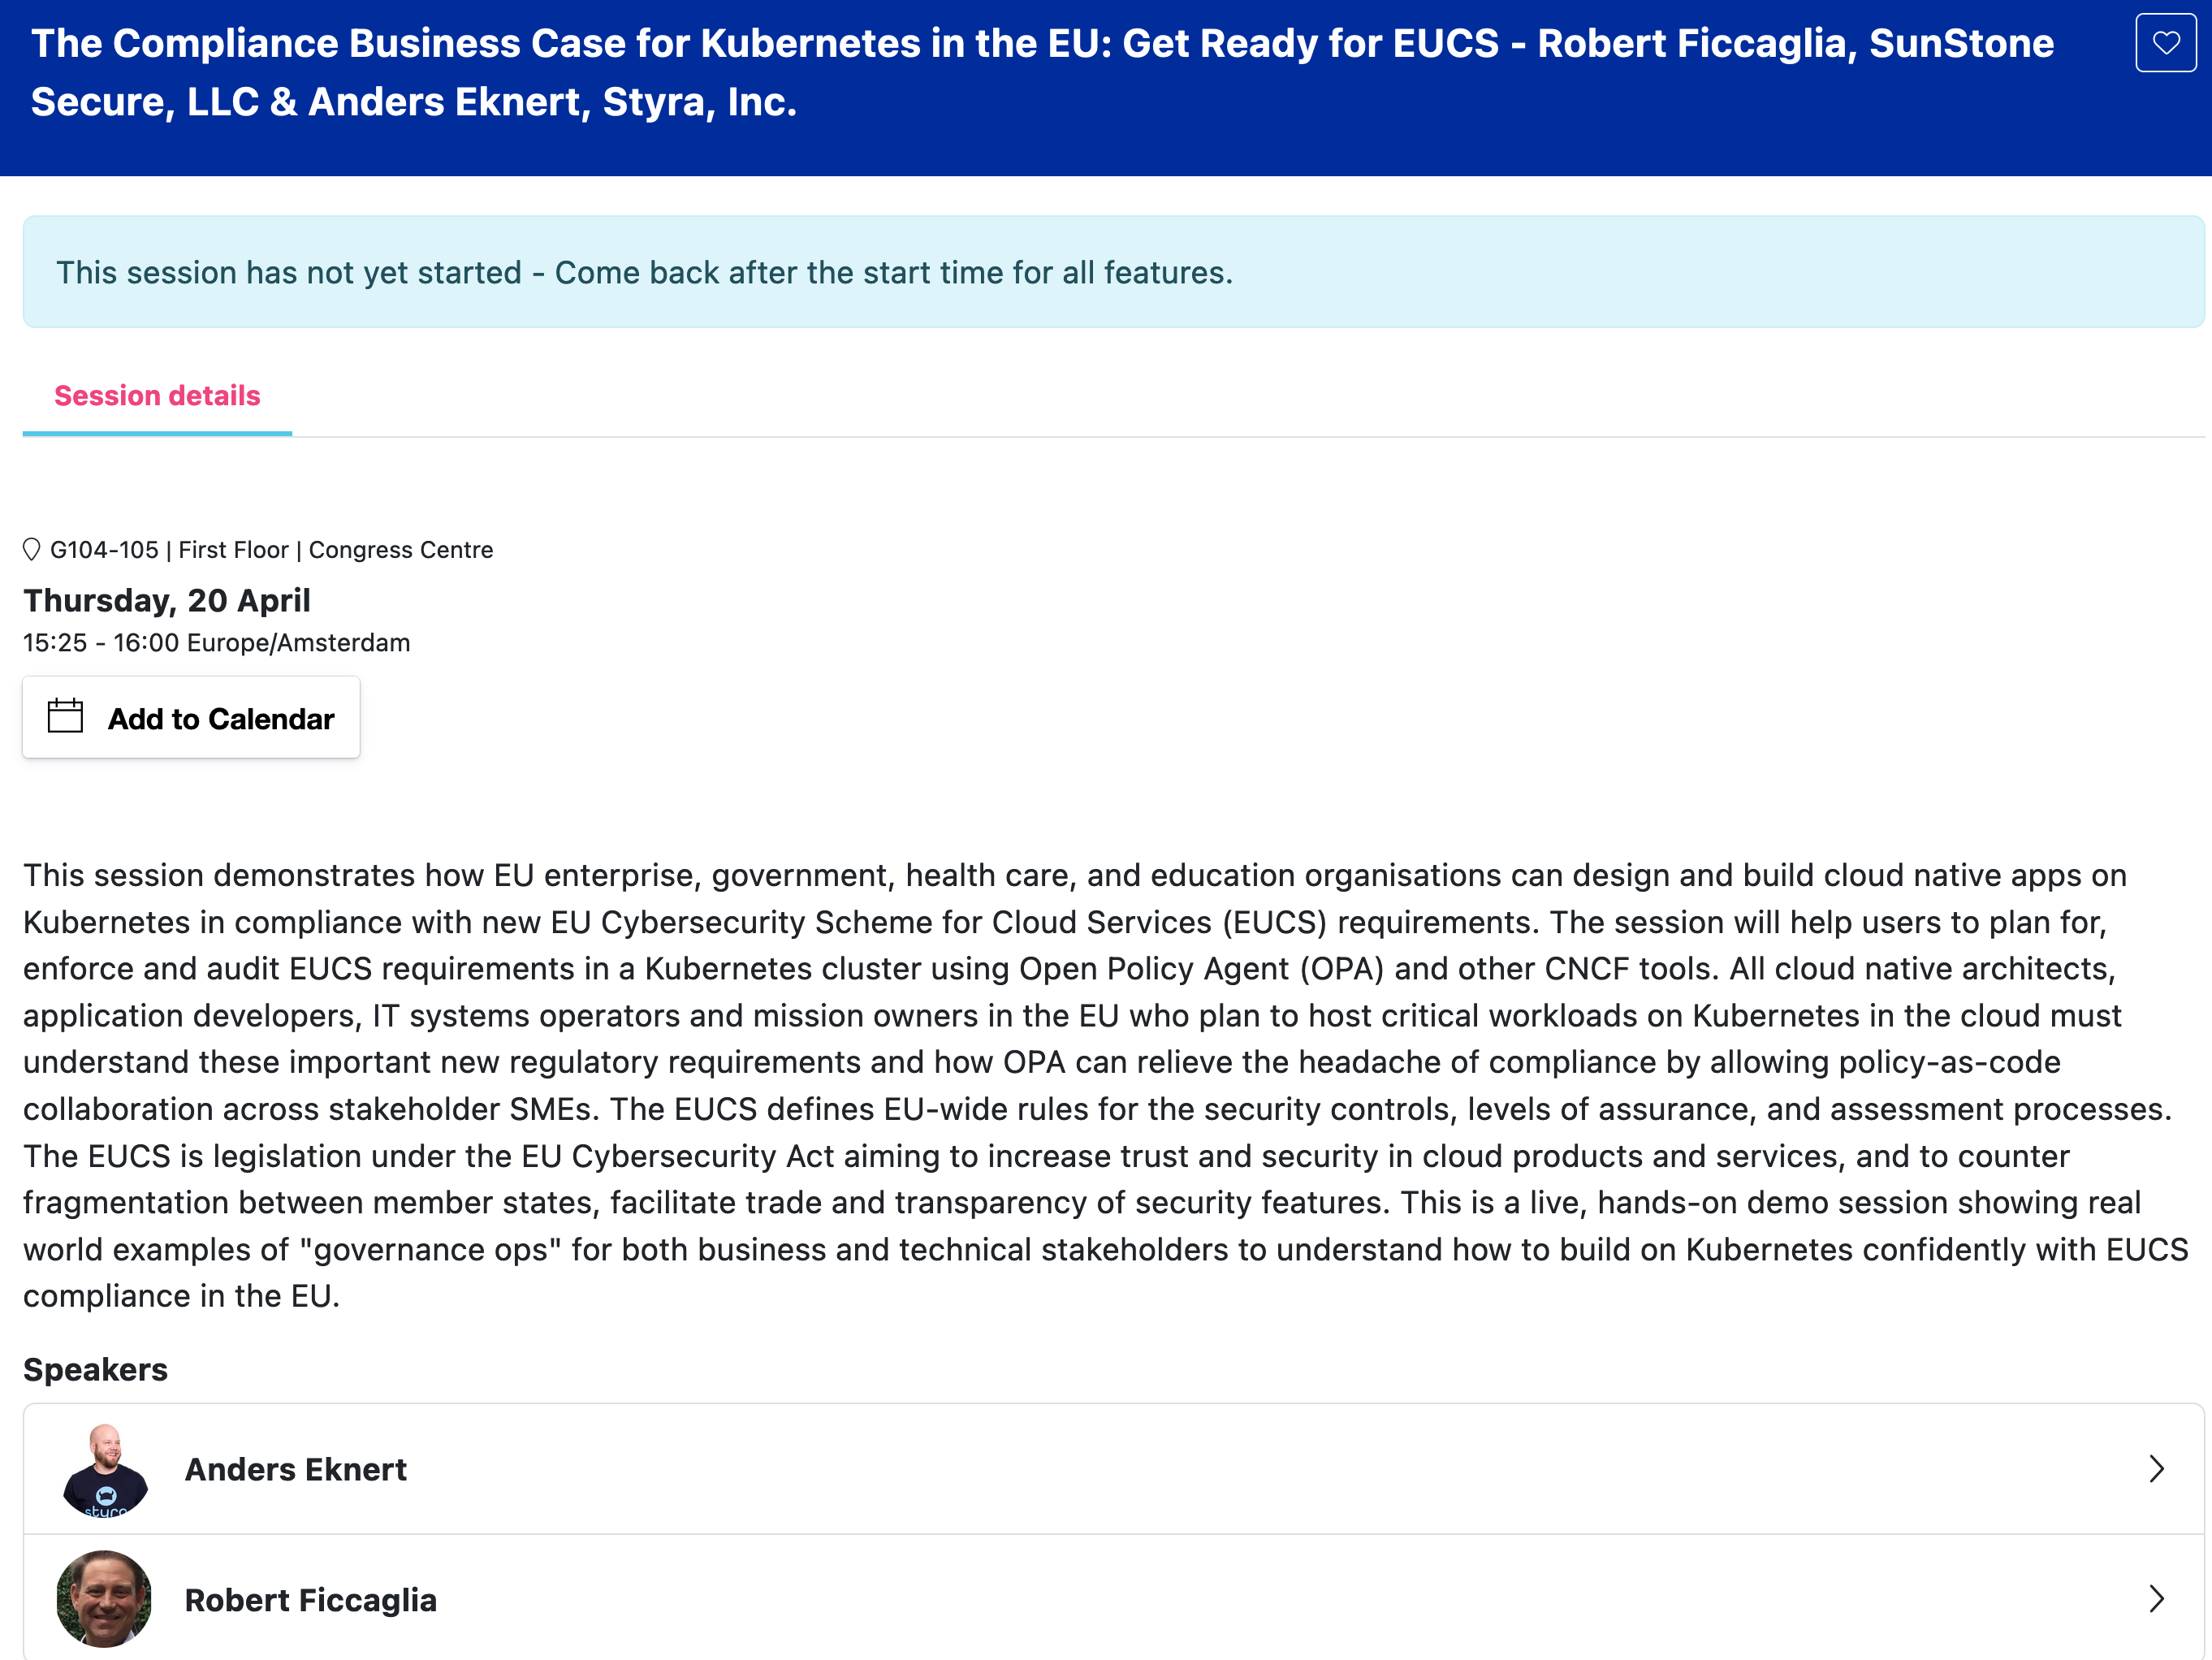 The Compliance Business Case for Kubernetes in the EU: Get Ready for EUCS - Robert Ficcaglia, SunStone
Secure, LLC & Anders Eknert, Styra, Inc.
This session has not yet started - Come back after the start time for all features.
Session details
G104-105 | First Floor | Congress Centre
Thursday, 20 April
15:25 - 16:00 Europe/Amsterdam
Add to Calendar
This session demonstrates how EU enterprise, government, health care, and education organisations can design and build cloud native apps on
Kubernetes in compliance with new EU Cybersecurity Scheme for Cloud Services (EUCS) requirements. The session will help users to plan for,
enforce and audit EUCS requirements in a Kubernetes cluster using Open Policy Agent (OPA) and other CNCF tools. All cloud native architects,
application developers, IT systems operators and mission owners in the EU who plan to host critical workloads on Kubernetes in the cloud must
understand these important new regulatory requirements and how OPA can relieve the headache of compliance by allowing policy-as-code
collaboration across stakeholder SMEs. The EUCS defines EU-wide rules for the security controls, levels of assurance, and assessment processes.
The EUCS is legislation under the EU Cybersecurity Act aiming to increase trust and security in cloud products and services, and to counter
fragmentation between member states, facilitate trade and transparency of security features. This is a live, hands-on demo session showing real
world examples of "governance ops" for both business and technical stakeholders to understand how to build on Kubernetes confidently with EUCS
compliance in the EU.
Speakers
styra
Anders Eknert
Robert Ficcaglia